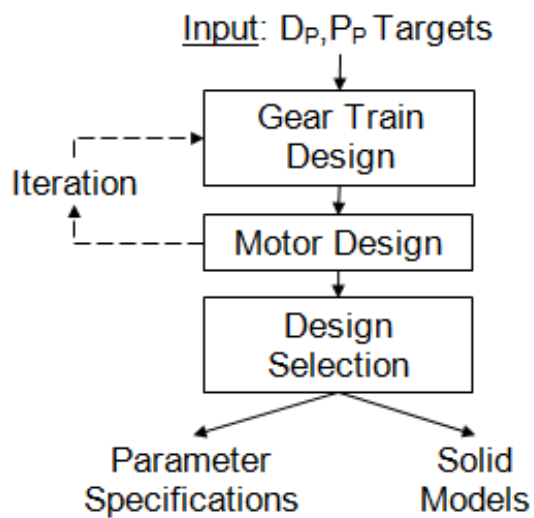 Input: Dₚ,Pₚ Targets
Gear Train
Design
Iteration
Motor Design
Design
Selection
Parameter Solid
Specifications Models